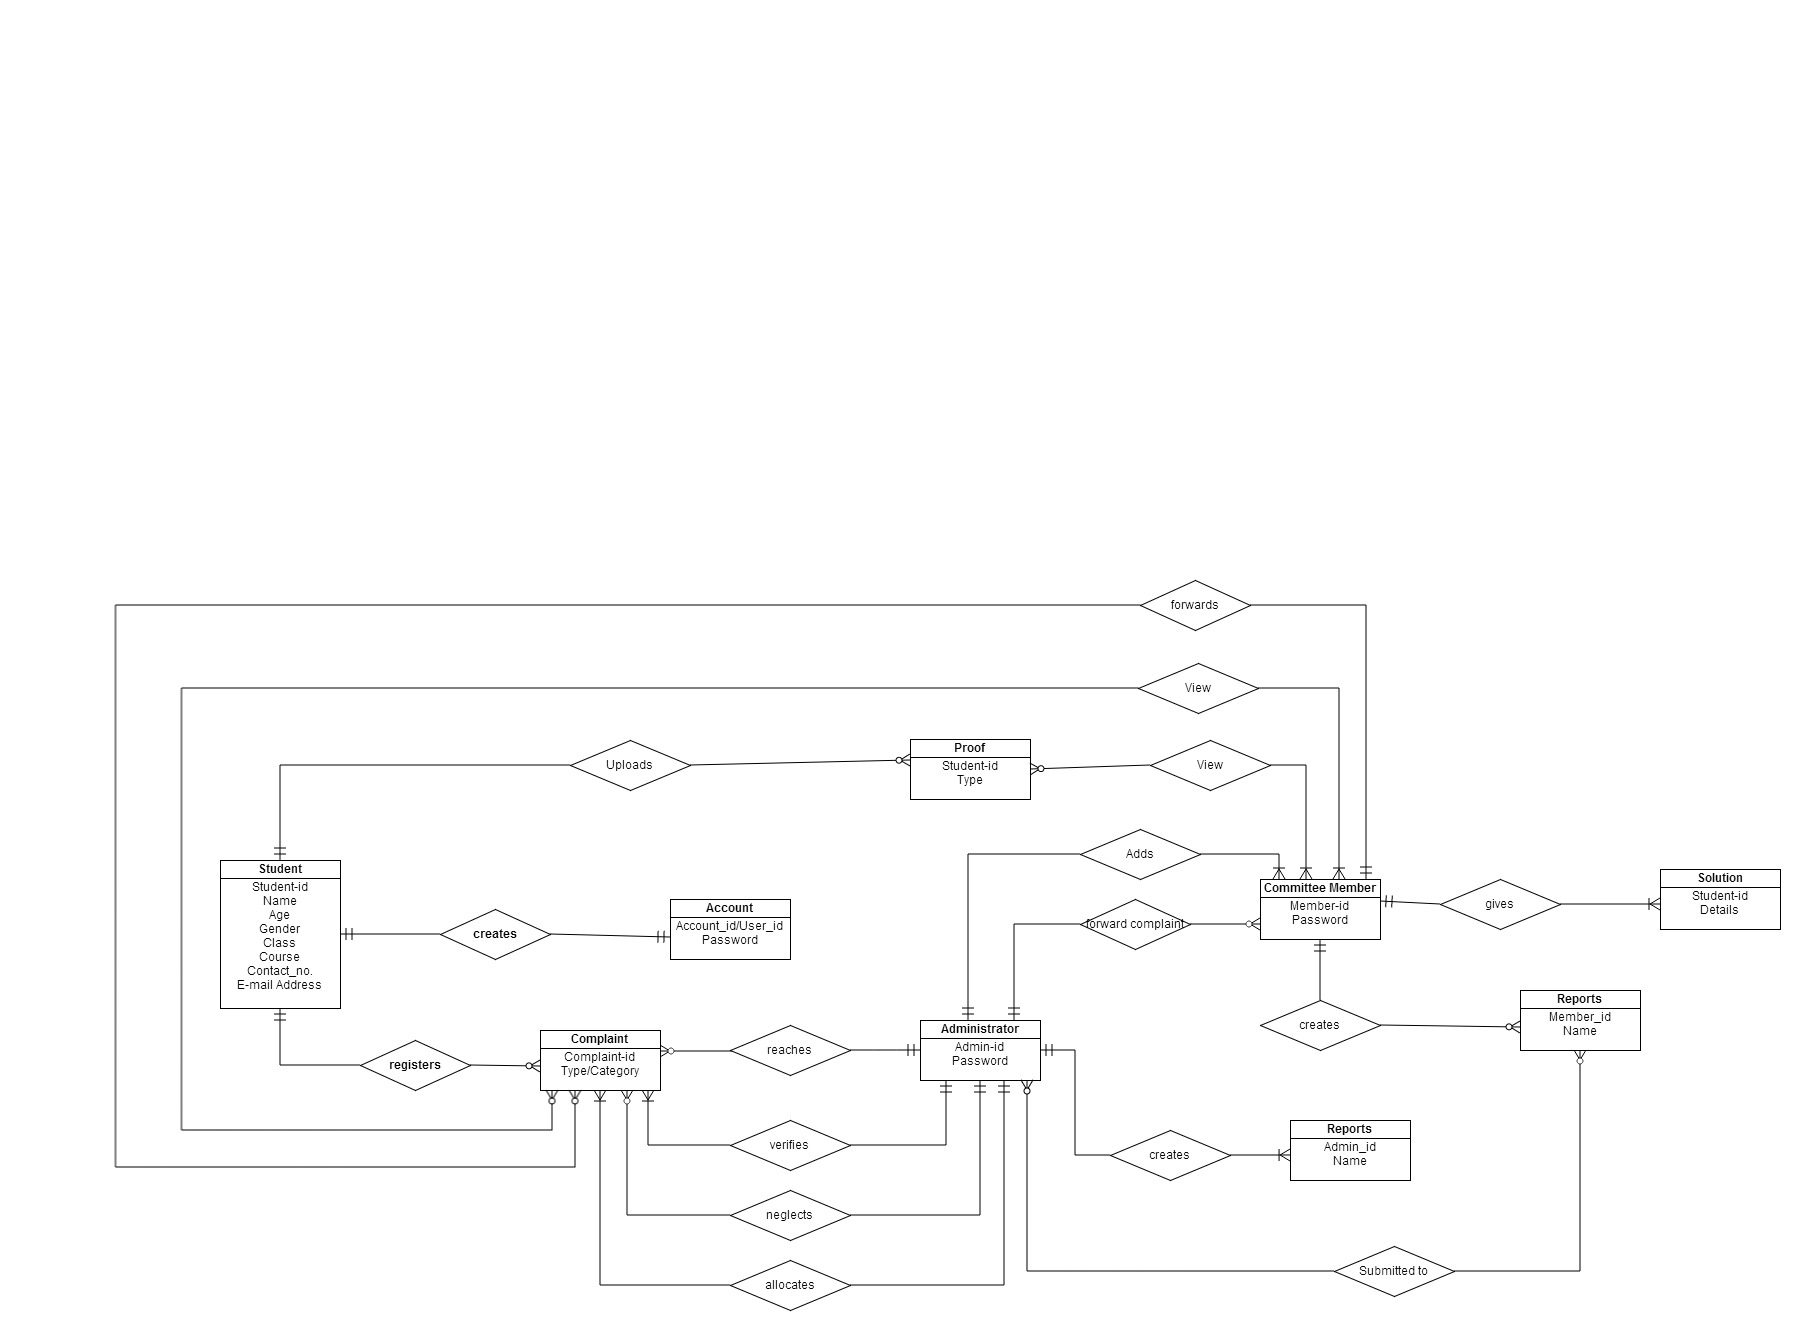 forwards
View
Uploads
Proof
Student-id
Type
View
Adds
Student
Student-id
Name
Age
Gender
Class
Course
Contact_no.
E-mail Address
creates
Account
Account_id/User_id
Password
forward complaint
Committee Member
Member-id
Password
gives
Solution
Student-id
Details
registers
Complaint
Complaint-id
Type/Category
reaches
Administrator
Admin-id
Password
creates
Reports
Member_id
Name
verifies
creates
Reports
Admin_id
Name
neglects
allocates
Submitted to